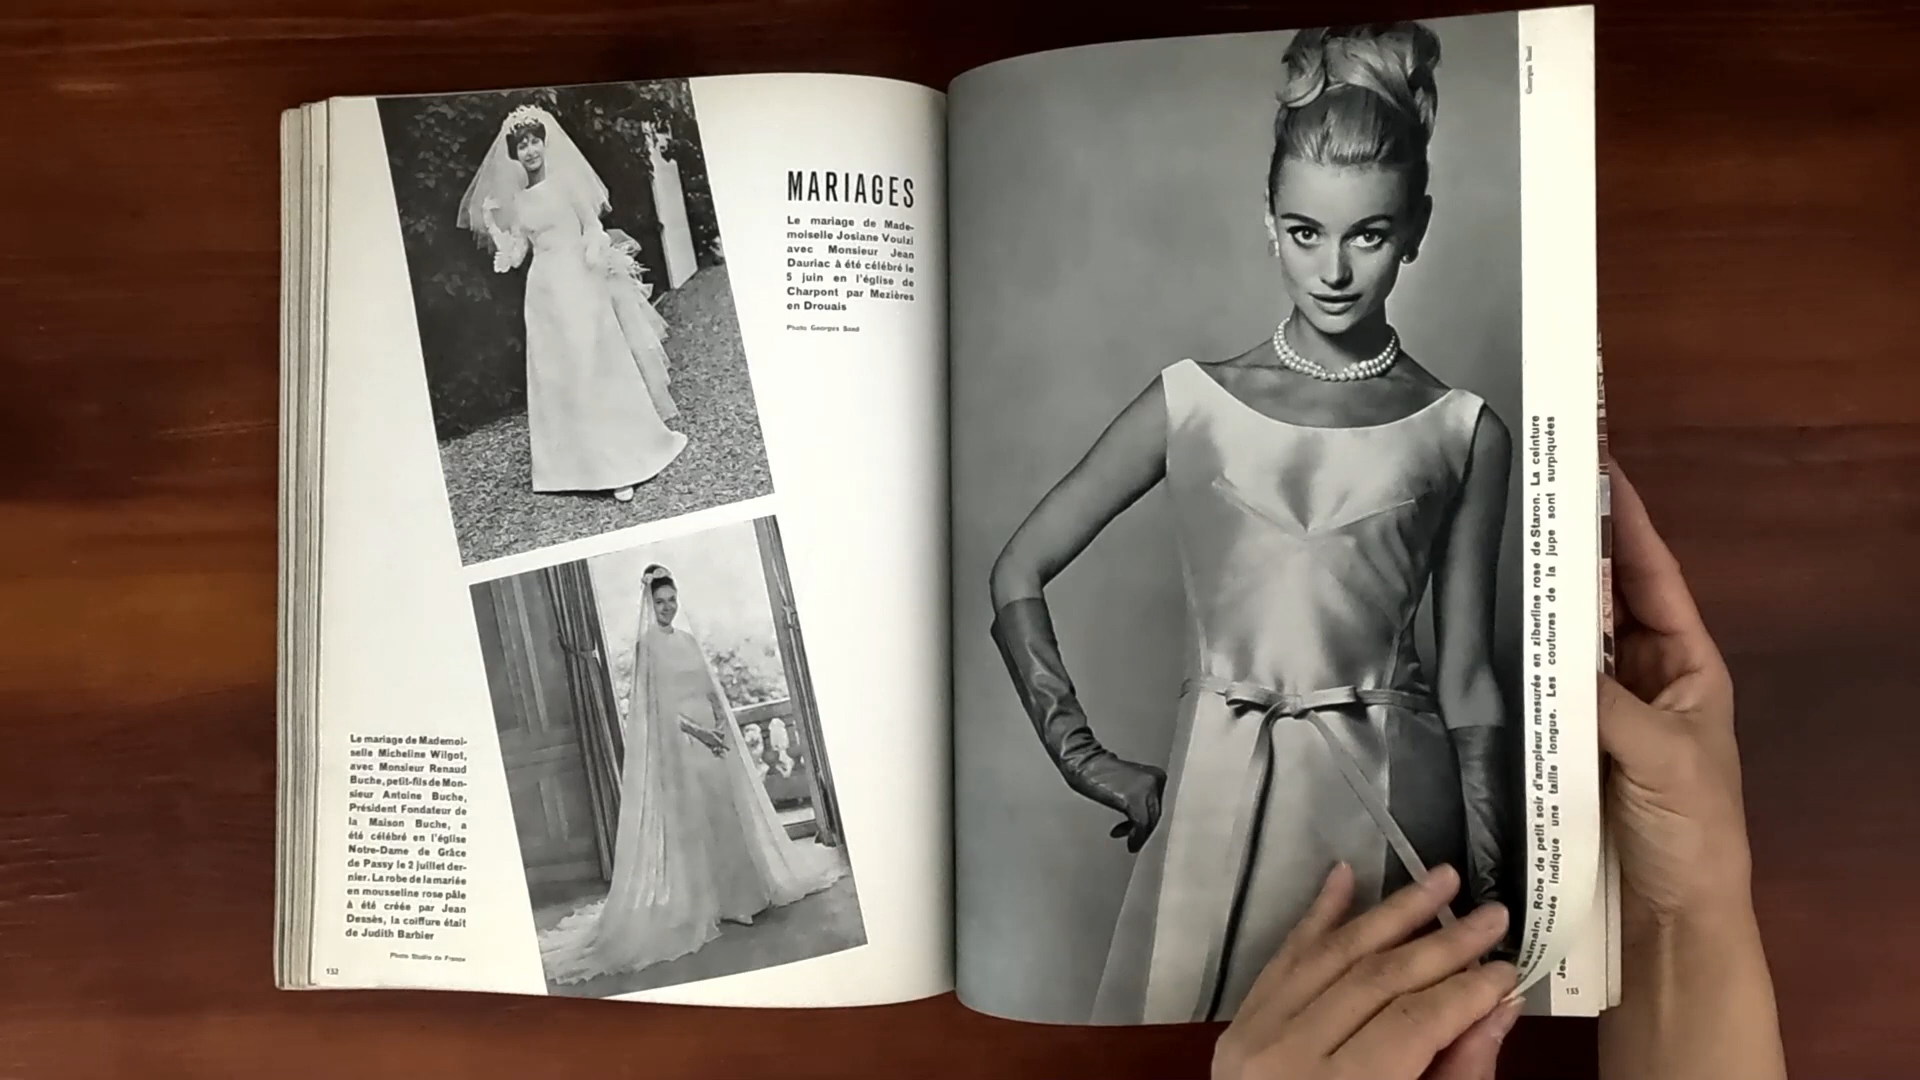 MARIAGES
Le mariage de Made-
moiselle Josiane Voulzi
avec Monsieur Jean
Dauriac à été célébré le
5 juin en l'église de
Charpont par Mezières
en Drouais
Photo Georges Saad
Le mariage de Mademoi-
selle Micheline Wilgot,
avec Monsieur Renaud
Buche, petit-fils de Mon-
sieur Antoine Buche,
Président Fondateur de
la Maison Buche, a
été célébré en l'église
Notre-Dame de Grâce
de Passy le 2 juillet der-
nier. La robe de la mariée
en mousseline rose pâle
à été créée par Jean
Dessès, la coiffure était
de Judith Barbier
Photo Studio de France
132
Georges Saad
Balmain. Robe de petit soir d'ampleur mesurée en ziberline rose de Staron. La ceinture
nouée indique une taille longue. Les coutures de la jupe sont surpiquées
133